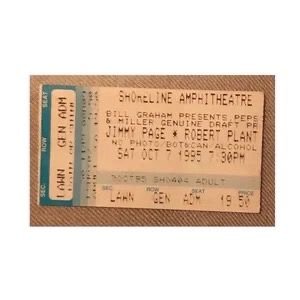 SHORELINE AMPHITHEATRE
BILL GRAHAM PRESENTS, PEPS
& MILLER GENUINE DRAFT PR
JIMMY PAGE * ROBERT PLANT
NO PHOTO/BOT&CAN/ALCOHOL
SAT OCT 7 1995 7:30PM
ADULT
LAWN GEN ADM 19.50
SEC.
ROW
SEAT
LAWN GEN ADM
SEC.
ROW
SEAT